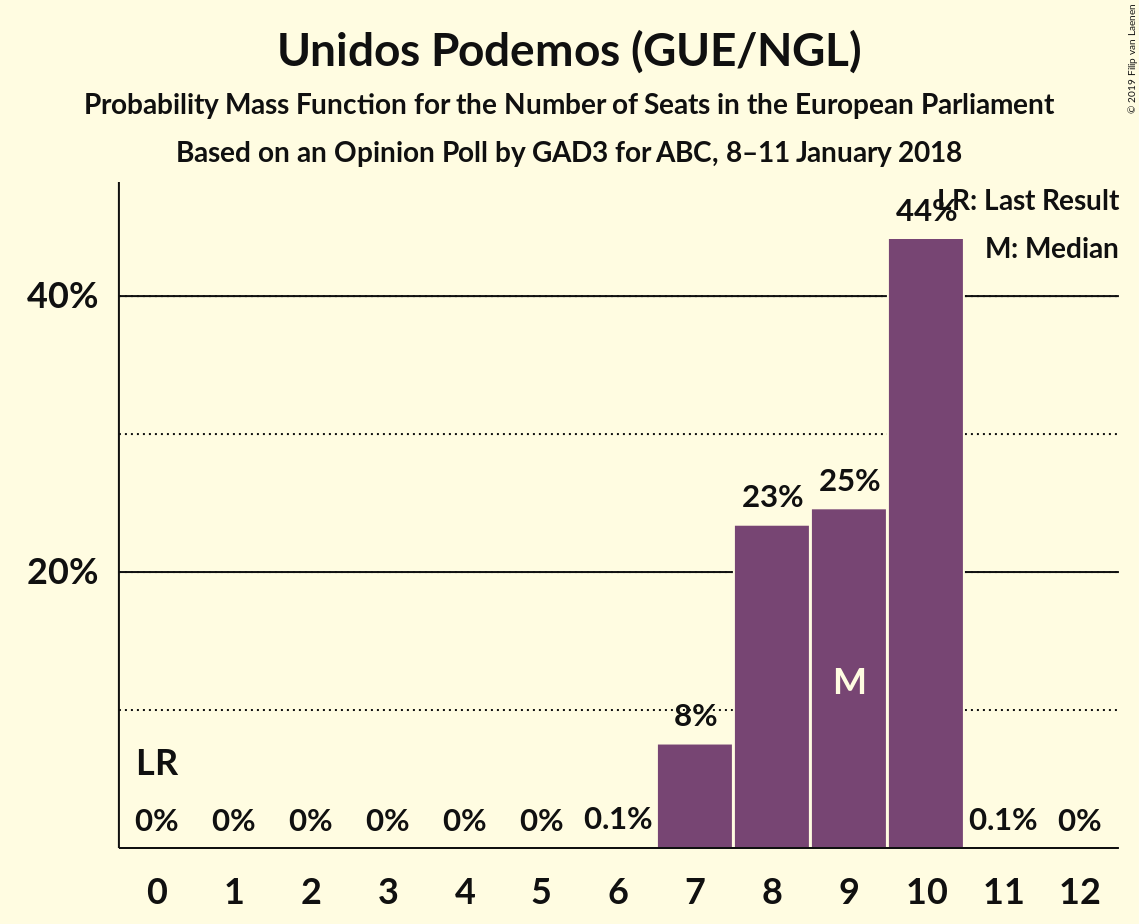 Unidos Podemos (GUE/NGL)
Probability Mass Function for the Number of Seats in the European Parliament
Based on an Opinion Poll by GAD3 for ABC, 8–11 January 2018
© 2019 Filip van Laenen
LR: Last Result
M: Median
44%
40%
25%
23%
20%
M
8%
LR
0% 0% 0% 0% 0% 0% 0.1% 0.1% 0%
0 1 2 3 4 5 6 7 8 9 10 11 12